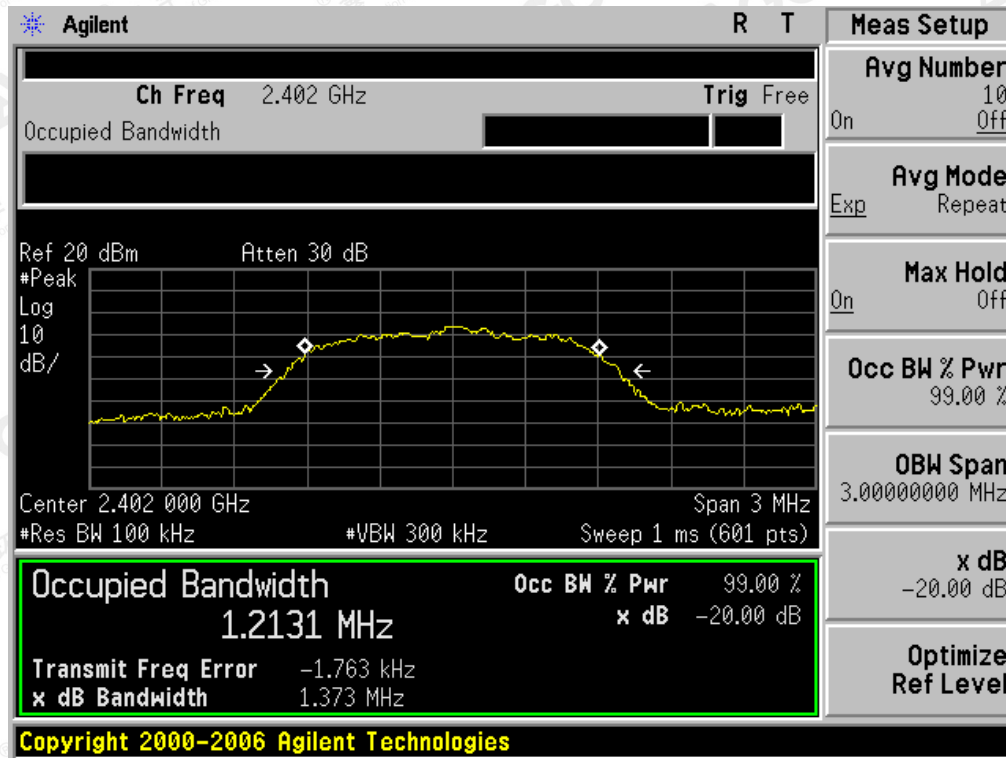 Agilent R T
Ch Freq 2.402 GHz Trig Free
Occupied Bandwidth
Ref 20 dBm Atten 30 dB
#Peak
Log
10
dB/
Center 2.402 000 GHz Span 3 MHz
#Res BW 100 kHz #VBW 300 kHz Sweep 1 ms (601 pts)
Occupied Bandwidth Occ BW % Pwr 99.00 %
1.2131 MHz x dB -20.00 dB
Transmit Freq Error -1.763 kHz
x dB Bandwidth 1.373 MHz
Copyright 2000-2006 Agilent Technologies
Meas Setup
Avg Number
10
On Off
Avg Mode
Exp Repeat
Max Hold
On Off
Occ BW % Pwr
99.00 %
OBW Span
3.00000000 MHz
x dB
-20.00 dB
Optimize
Ref Level